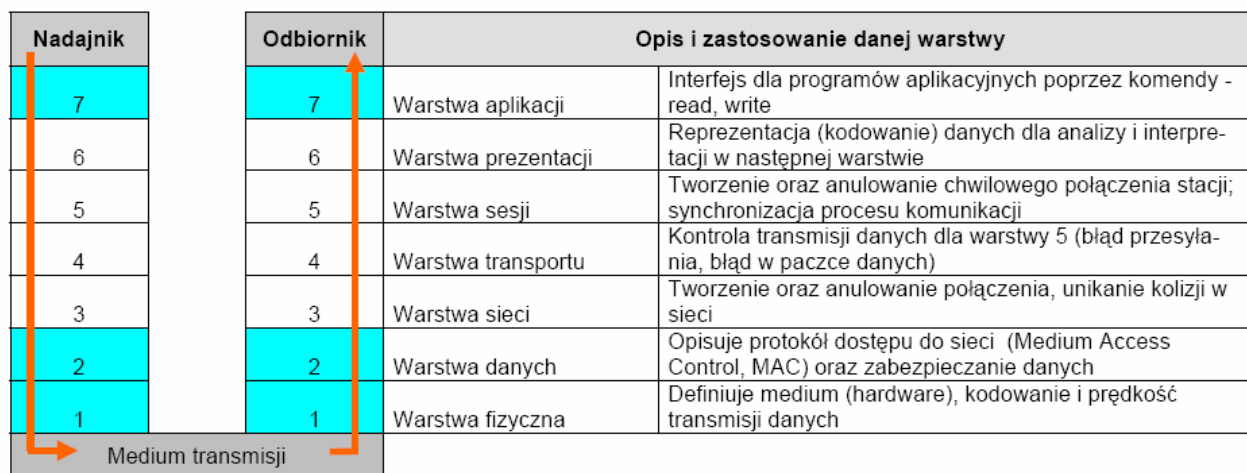 Nadajnik Odbiornik Opis i zastosowanie danej warstwy
7 7 Warstwa aplikacji Interfejs dla programów aplikacyjnych poprzez komendy -
read, write
6 6 Warstwa prezentacji Reprezentacja (kodowanie) danych dla analizy i interpre-
tacji w następnej warstwie
5 5 Warstwa sesji Tworzenie oraz anulowanie chwilowego połączenia stacji;
synchronizacja procesu komunikacji
4 4 Warstwa transportu Kontrola transmisji danych dla warstwy 5 (błąd przesyła-
nia, błąd w paczce danych)
3 3 Warstwa sieci Tworzenie oraz anulowanie połączenia, unikanie kolizji w
sieci
2 2 Warstwa danych Opisuje protokół dostępu do sieci (Medium Access
Control, MAC) oraz zabezpieczanie danych
1 1 Warstwa fizyczna Definiuje medium (hardware), kodowanie i prędkość
transmisji danych
Medium transmisji